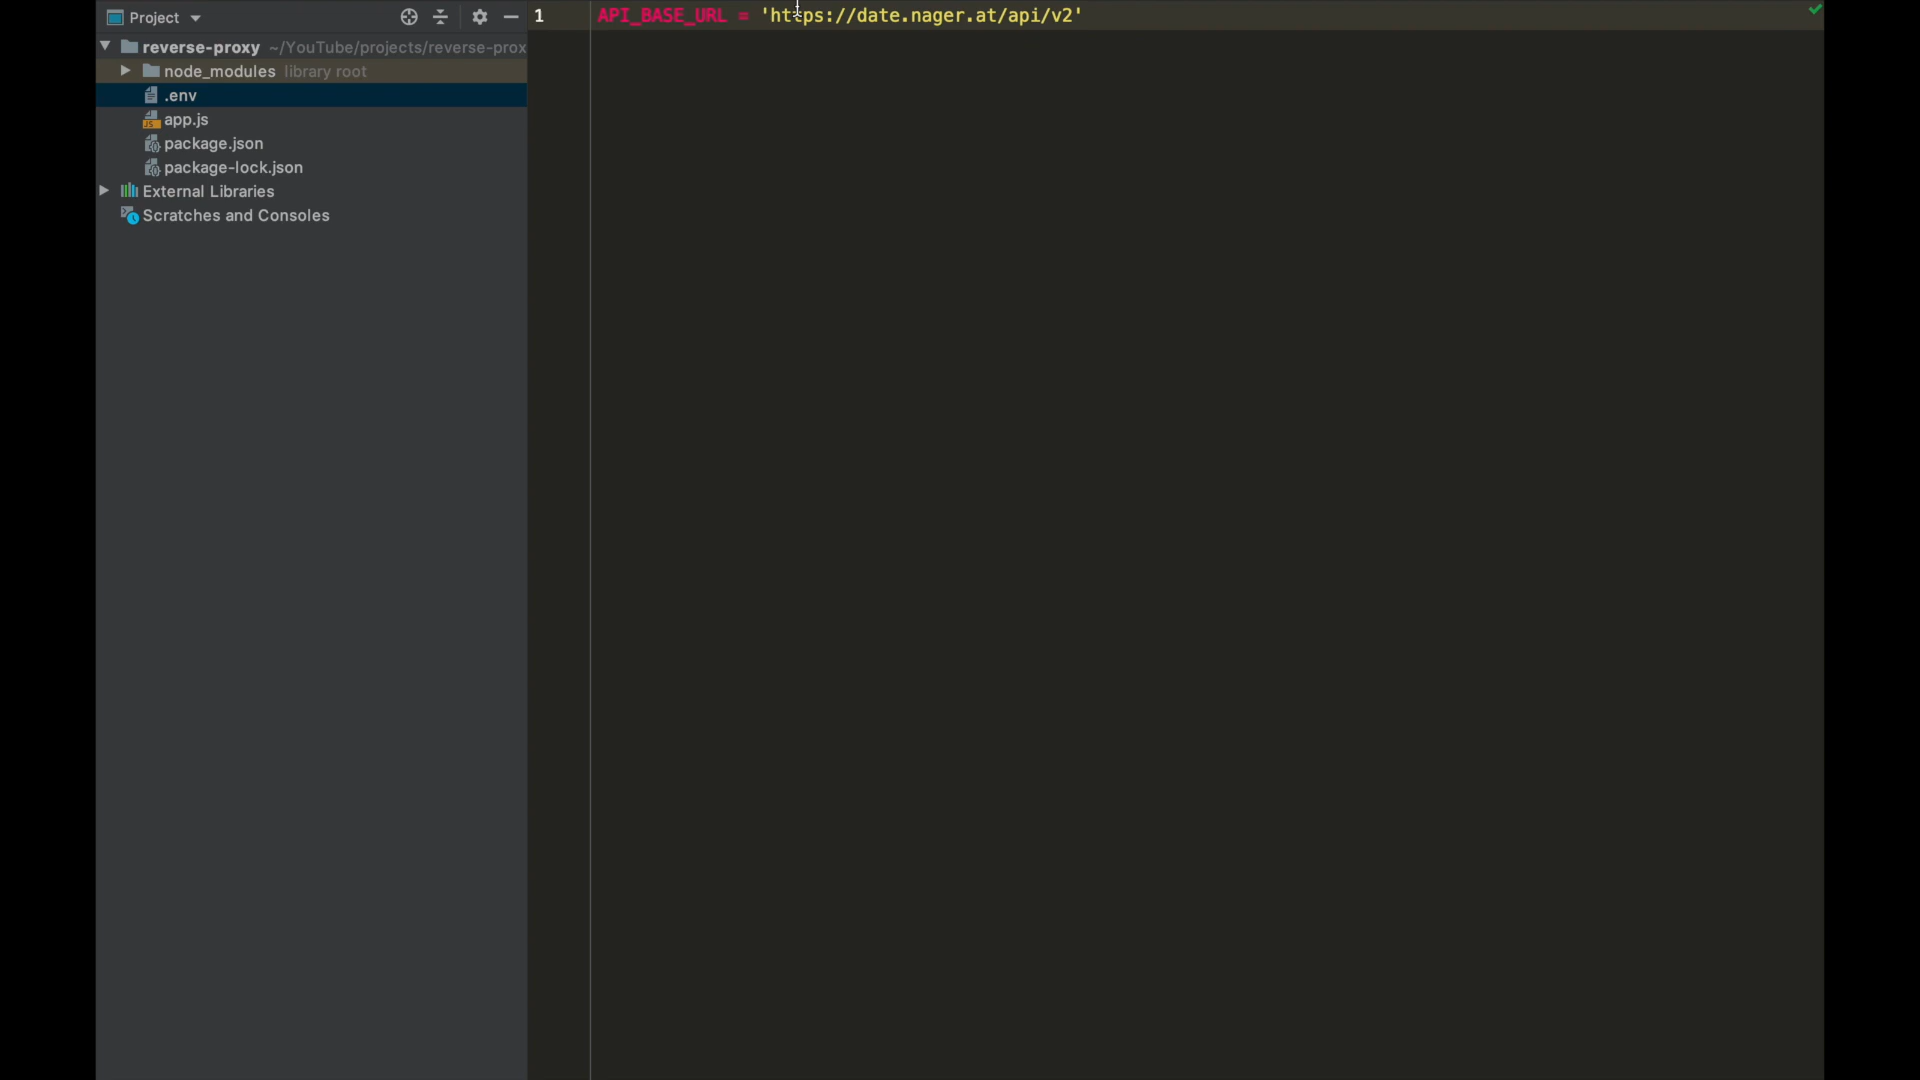 Project
reverse-proxy ~/YouTube/projects/reverse-prox
node_modules library root
.env
app.js
package.json
package-lock.json
External Libraries
Scratches and Consoles
1 API_BASE_URL = 'https://date.nager.at/api/v2'